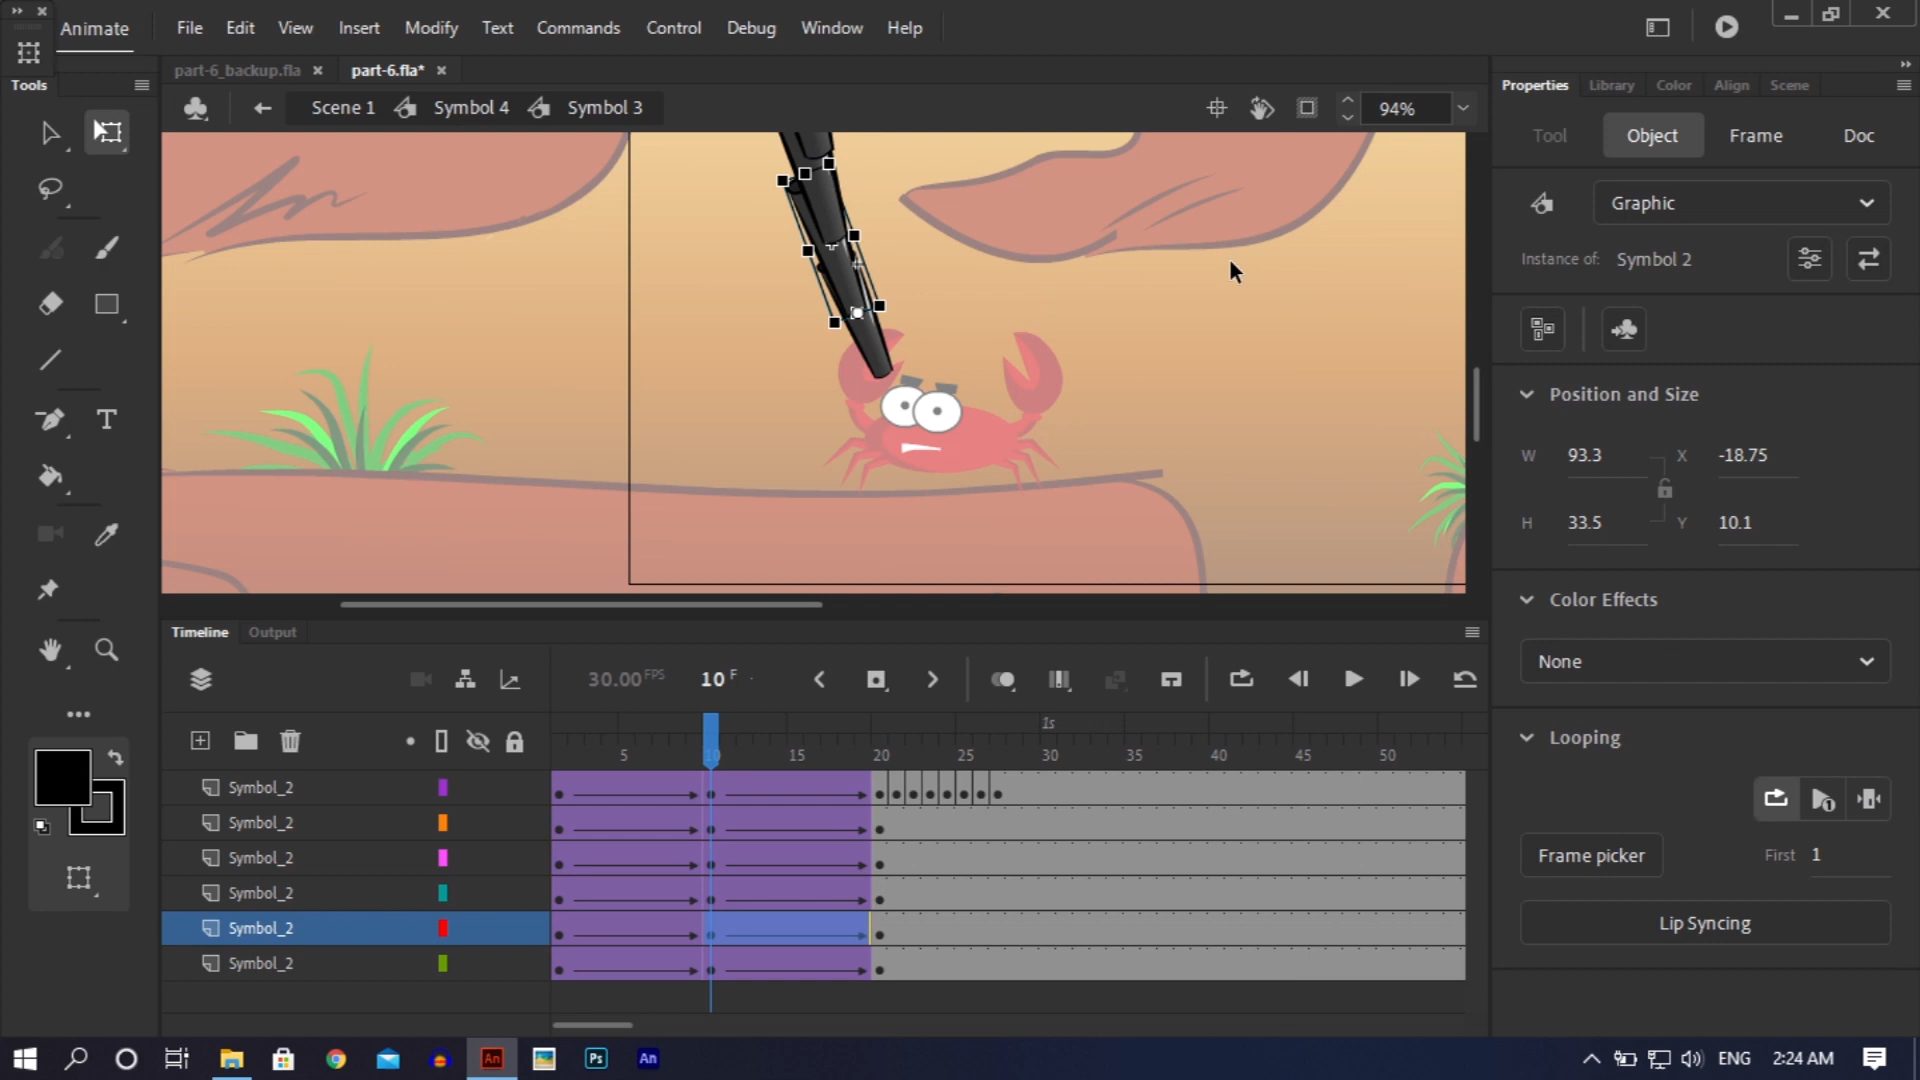 Animate File Edit View Insert Modify Text Commands Control Debug Window Help
Tools
part-6_backup.fla part-6.fla*
Scene 1 Symbol 4 Symbol 3 94%
Properties Library Color Align Scene
Tool Object Frame Doc
Graphic
Instance of: Symbol 2
Position and Size
W 93.3 X -18.75
H 33.5 Y 10.1
Color Effects
None
Looping
Frame picker First 1
Lip Syncing
Timeline Output
30.00 FPS 10 F
1s
5 10 15 20 25 30 35 40 45 50
Symbol_2
Symbol_2
Symbol_2
Symbol_2
Symbol_2
Symbol_2
An Ps An ENG 2:24 AM